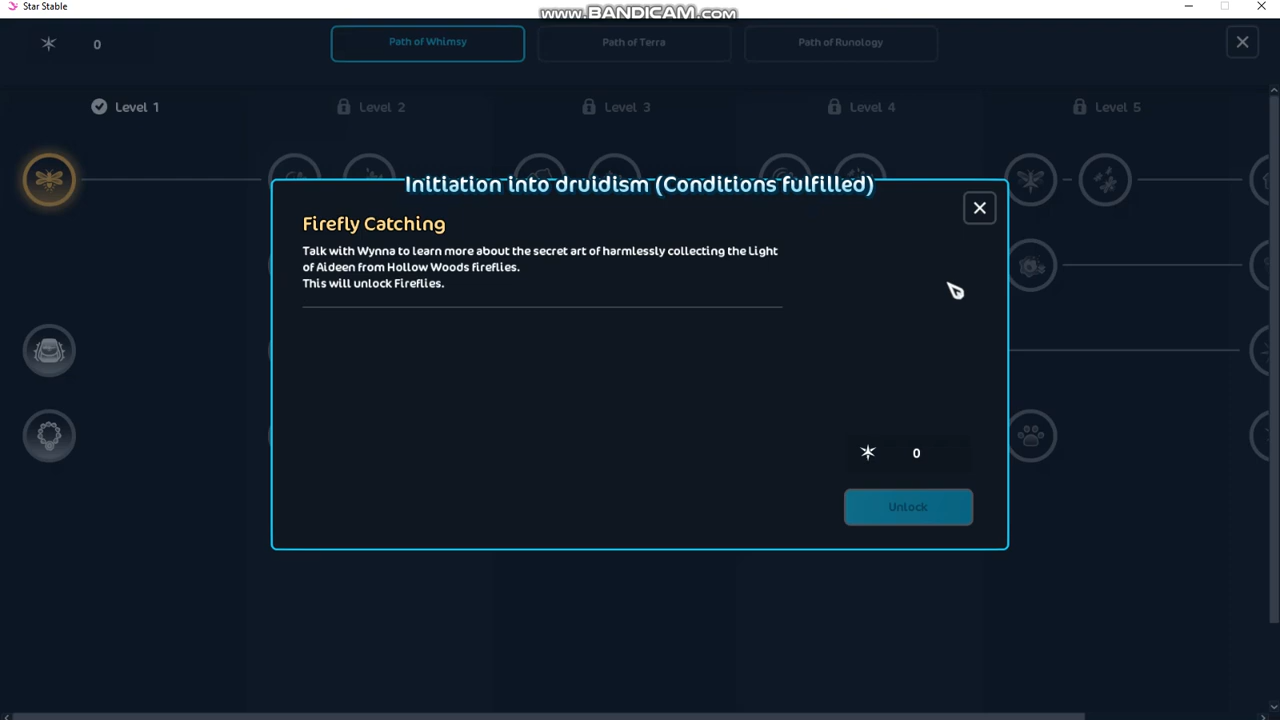 Star Stable
www.BANDICAM.com
0
Path of Whimsy
Path of Terra
Path of Runology
Level 1
Level 2
Level 3
Level 4
Level 5
Initiation into druidism (Conditions fulfilled)
Firefly Catching
Talk with Wynna to learn more about the secret art of harmlessly collecting the Light
of Aideen from Hollow Woods fireflies.
This will unlock Fireflies.
0
Unlock